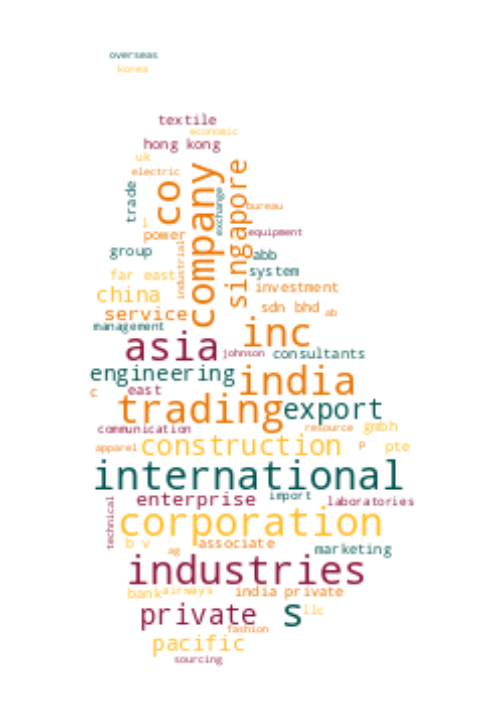 overseas
korea
textile
economic
hong kong
uk
electric
co
company
singapore
trade
exchange
bureau
l
power
equipment
group
industrial
abb
system
far east
investment
china
service
sdn bhd
ab
management
inc
asia
johnson
consultants
engineering
india
c
east
trading
export
communication
resource
gmbh
apparel
construction
p
pte
international
technical
enterprise
import
laboratories
corporation
b v
ag
associate
marketing
industries
bank
airways
india private
private
s
llc
fashion
pacific
sourcing